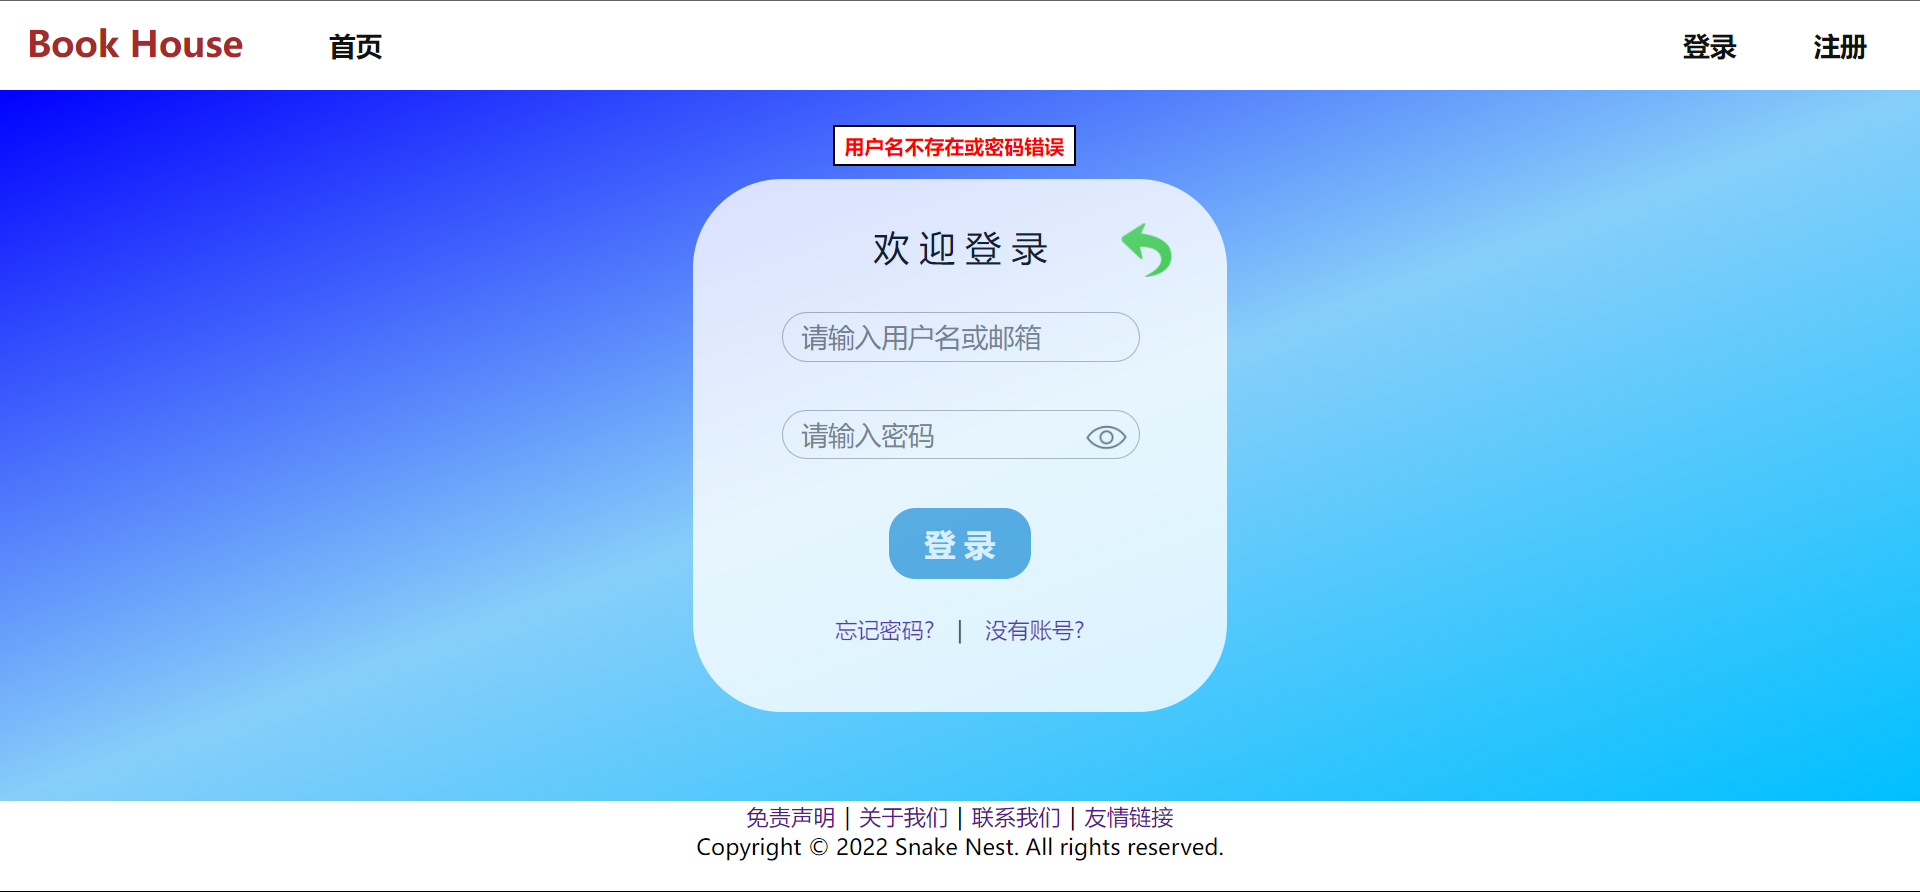 Book House 首页 登录 注册
用户名不存在或密码错误
欢迎登录
请输入用户名或邮箱
请输入密码
登录
忘记密码? | 没有账号?
免责声明 | 关于我们 | 联系我们 | 友情链接
Copyright © 2022 Snake Nest. All rights reserved.